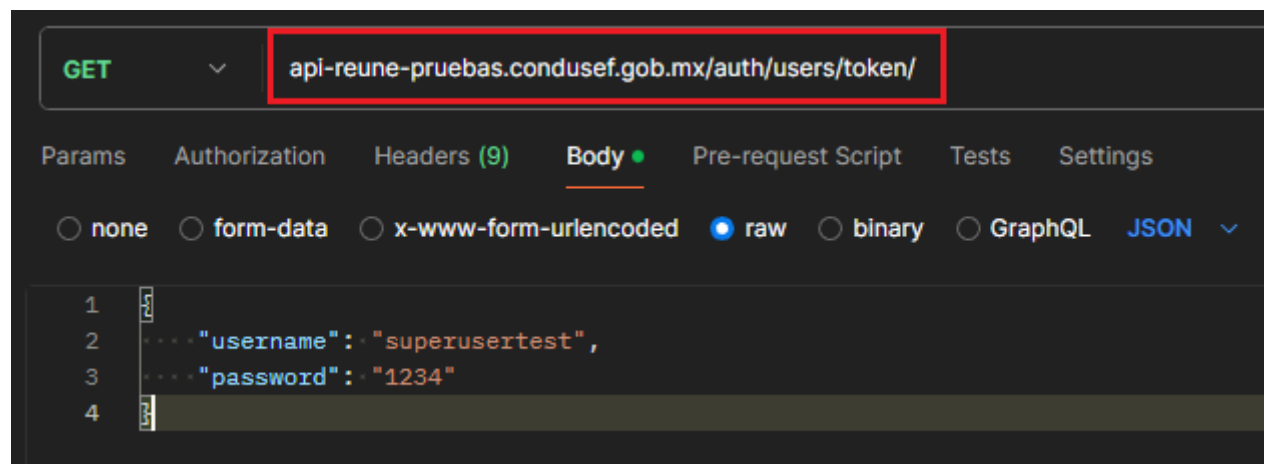 GET api-reune-pruebas.condusef.gob.mx/auth/users/token/
Params Authorization Headers (9) Body Pre-request Script Tests Settings
none form-data x-www-form-urlencoded raw binary GraphQL JSON
1 {
2 "username": "superusertest",
3 "password": "1234"
4 }